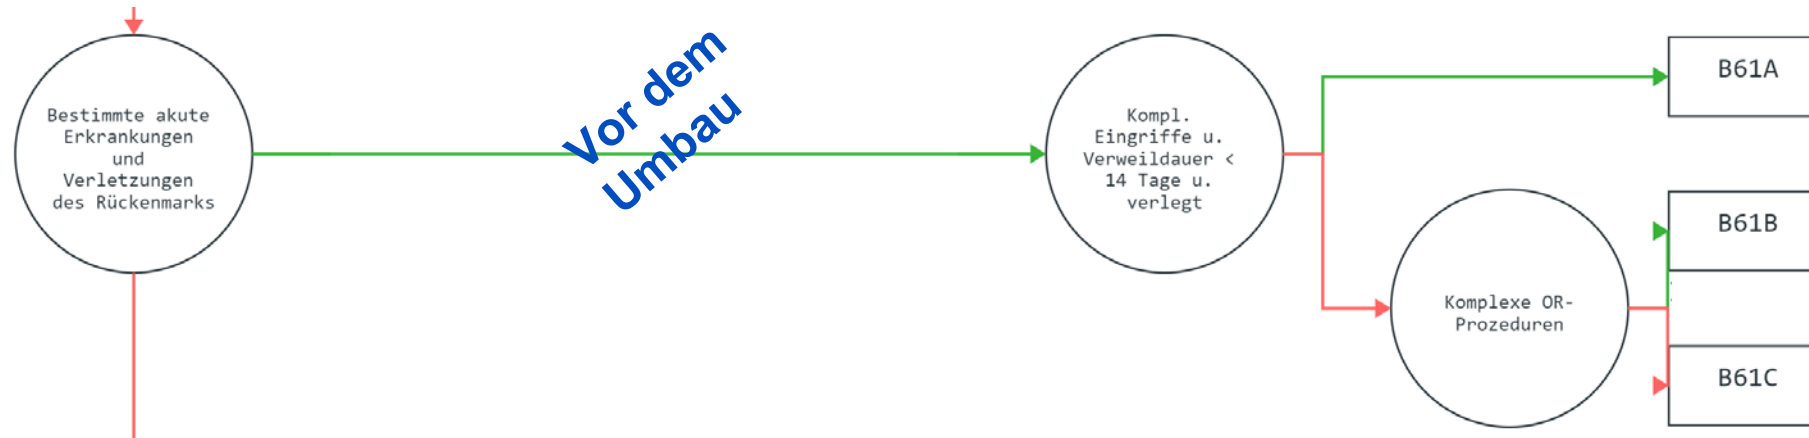 Bestimmte akute
Erkrankungen
und
Verletzungen
des Rückenmarks
Vor dem
Umbau
Kompl.
Eingriffe u.
Verweildauer <
14 Tage u.
verlegt
B61A
B61B
Komplexe OR-
Prozeduren
B61C